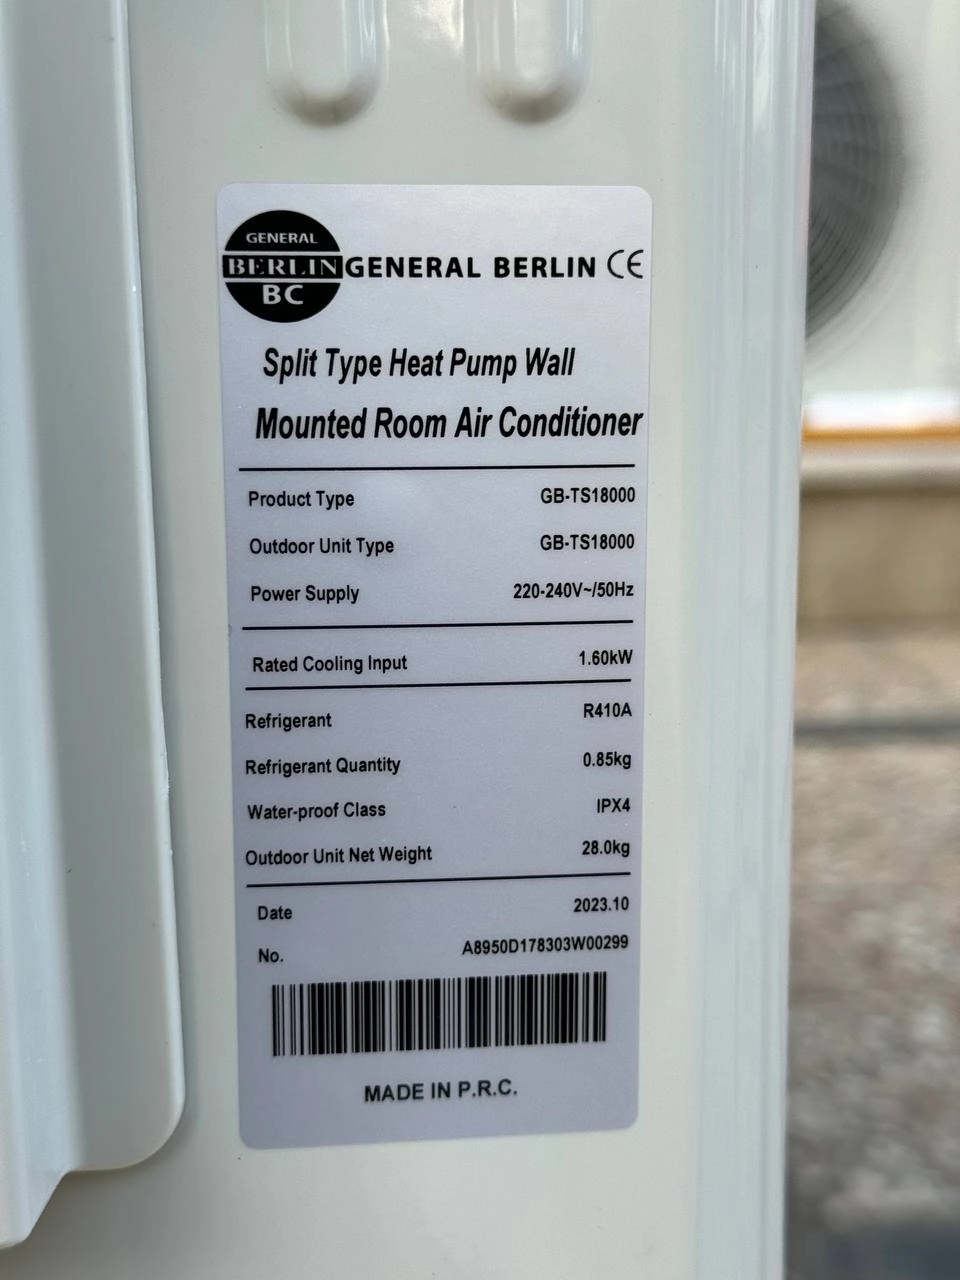 GENERAL
BERLIN
BC
GENERAL BERLIN CE
Split Type Heat Pump Wall
Mounted Room Air Conditioner
Product Type GB-TS18000
Outdoor Unit Type GB-TS18000
Power Supply 220-240V~/50Hz
Rated Cooling Input 1.60kW
Refrigerant R410A
Refrigerant Quantity 0.85kg
Water-proof Class IPX4
Outdoor Unit Net Weight 28.0kg
Date 2023.10
No. A8950D178303W00299
MADE IN P.R.C.